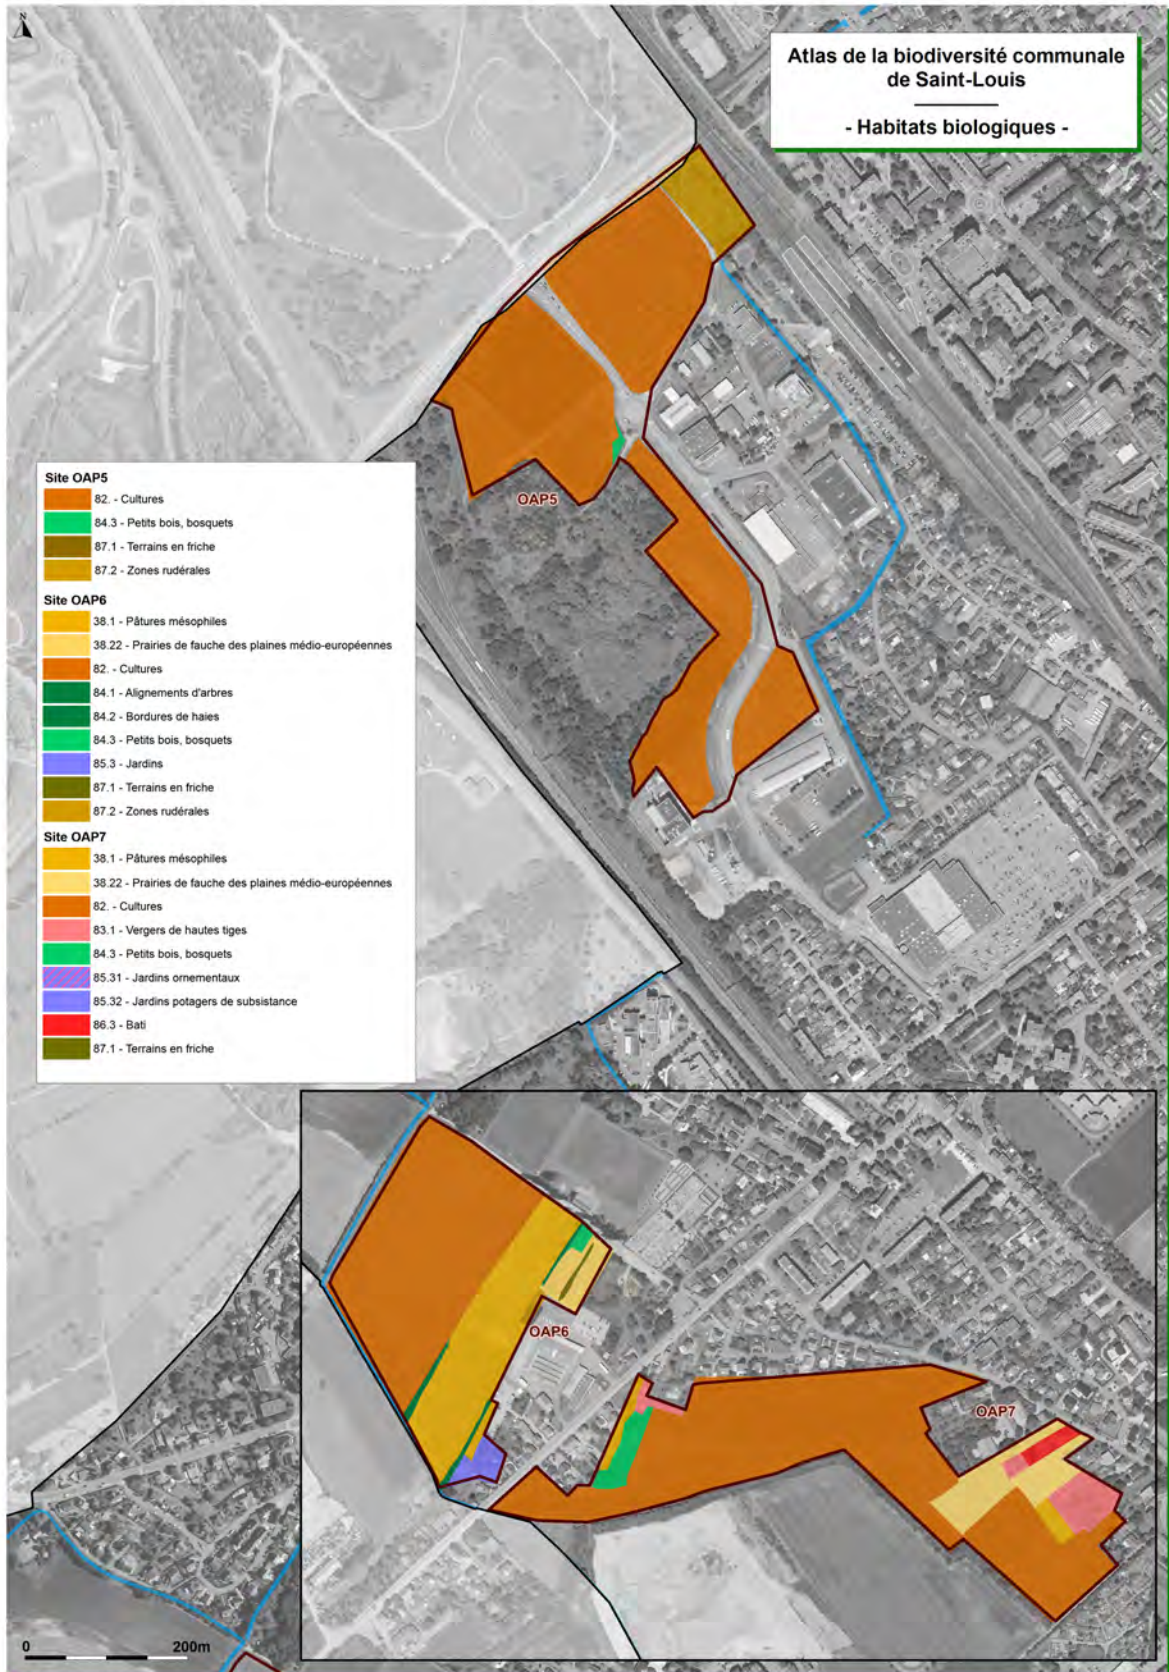 N
Atlas de la biodiversité communale
de Saint-Louis
- Habitats biologiques -
OAP5
Site OAP5
82. - Cultures
84.3 - Petits bois, bosquets
87.1 - Terrains en friche
87.2 - Zones rudérales
Site OAP6
38.1 - Pâtures mésophiles
38.22 - Prairies de fauche des plaines médio-européennes
82. - Cultures
84.1 - Alignements d'arbres
84.2 - Bordures de haies
84.3 - Petits bois, bosquets
85.3 - Jardins
87.1 - Terrains en friche
87.2 - Zones rudérales
Site OAP7
38.1 - Pâtures mésophiles
38.22 - Prairies de fauche des plaines médio-européennes
82. - Cultures
83.1 - Vergers de hautes tiges
84.3 - Petits bois, bosquets
85.31 - Jardins ornementaux
85.32 - Jardins potagers de subsistance
86.3 - Bati
87.1 - Terrains en friche
OAP6
OAP7
0 200m